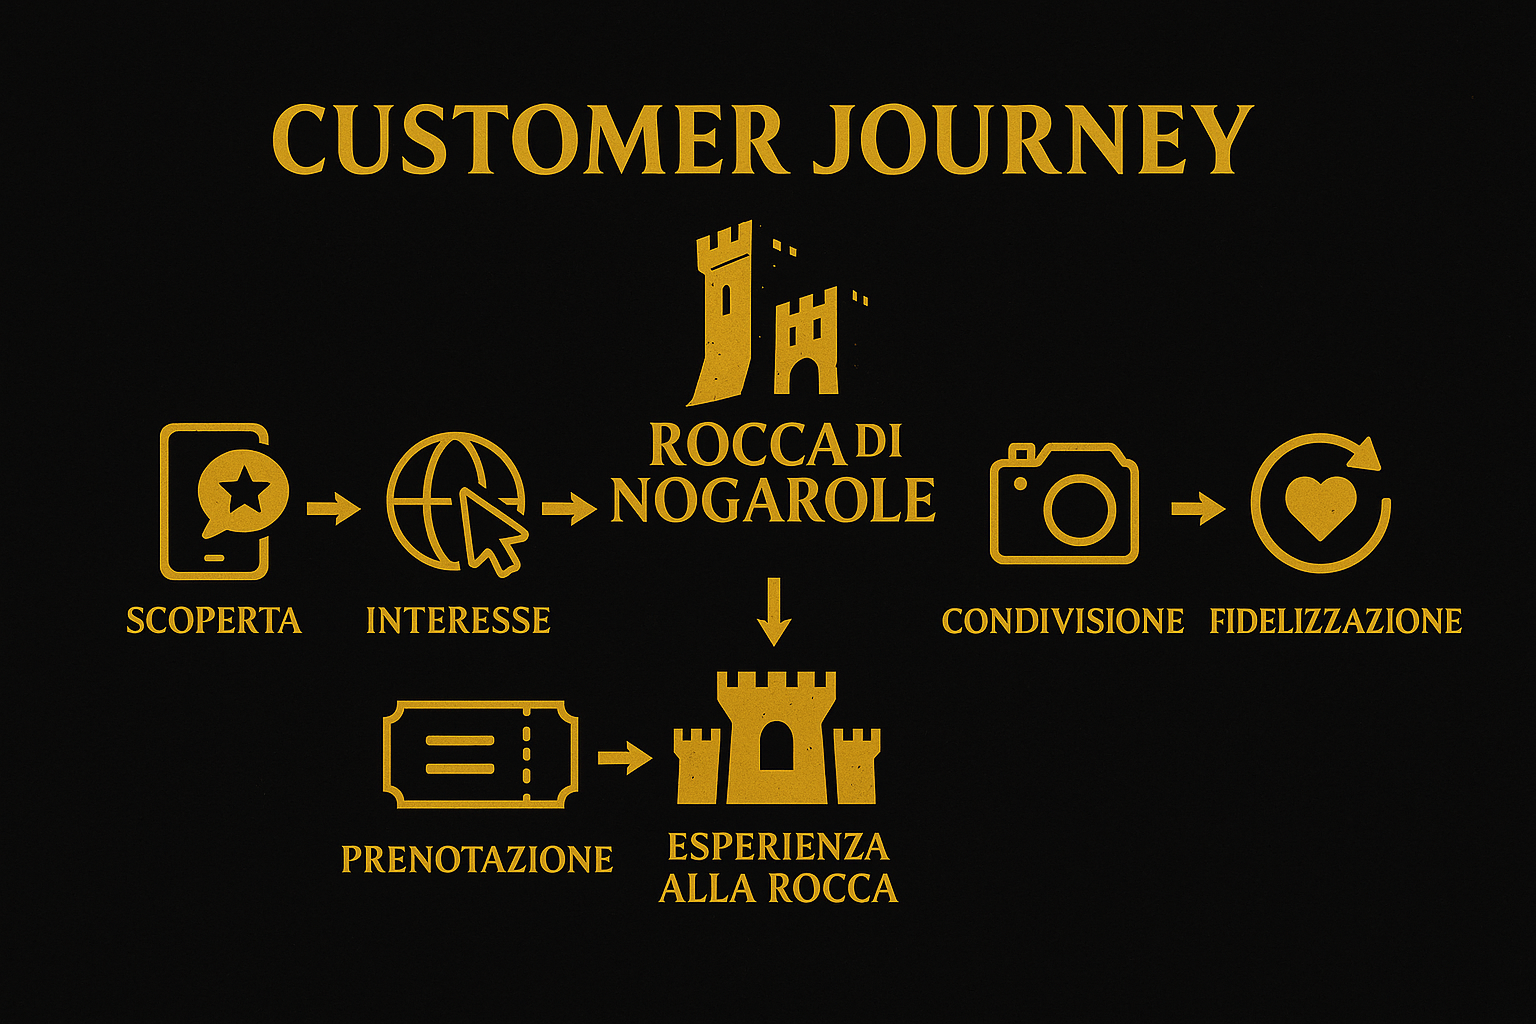 CUSTOMER JOURNEY
ROCCA DI
NOGAROLE
SCOPERTA
INTERESSE
CONDIVISIONE
FIDELIZZAZIONE
PRENOTAZIONE
ESPERIENZA
ALLA ROCCA